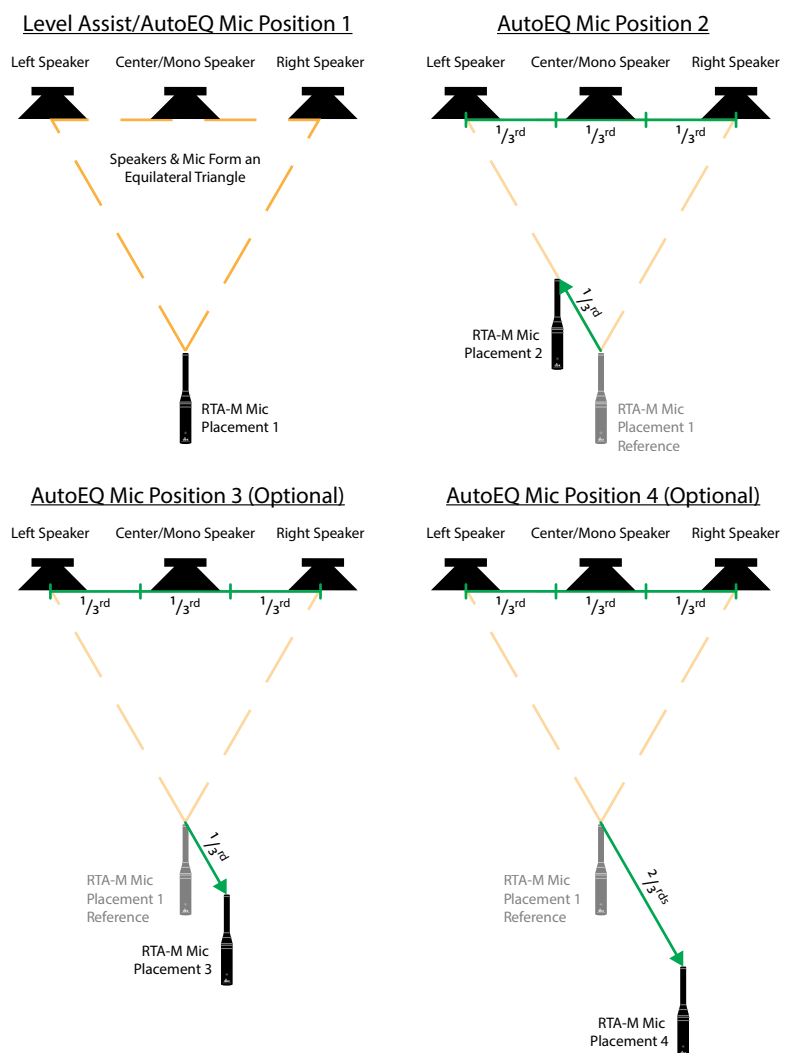 Level Assist/AutoEQ Mic Position 1
Left Speaker
Center/Mono Speaker
Right Speaker
Speakers & Mic Form an
Equilateral Triangle
RTA-M Mic
Placement 1
AutoEQ Mic Position 2
Left Speaker
Center/Mono Speaker
Right Speaker
1/3rd
1/3rd
1/3rd
1/3rd
RTA-M Mic
Placement 2
RTA-M Mic
Placement 1
Reference
AutoEQ Mic Position 3 (Optional)
Left Speaker
Center/Mono Speaker
Right Speaker
1/3rd
1/3rd
1/3rd
1/3rd
RTA-M Mic
Placement 1
Reference
RTA-M Mic
Placement 3
AutoEQ Mic Position 4 (Optional)
Left Speaker
Center/Mono Speaker
Right Speaker
1/3rd
1/3rd
1/3rd
RTA-M Mic
Placement 1
Reference
2/3rds
RTA-M Mic
Placement 4